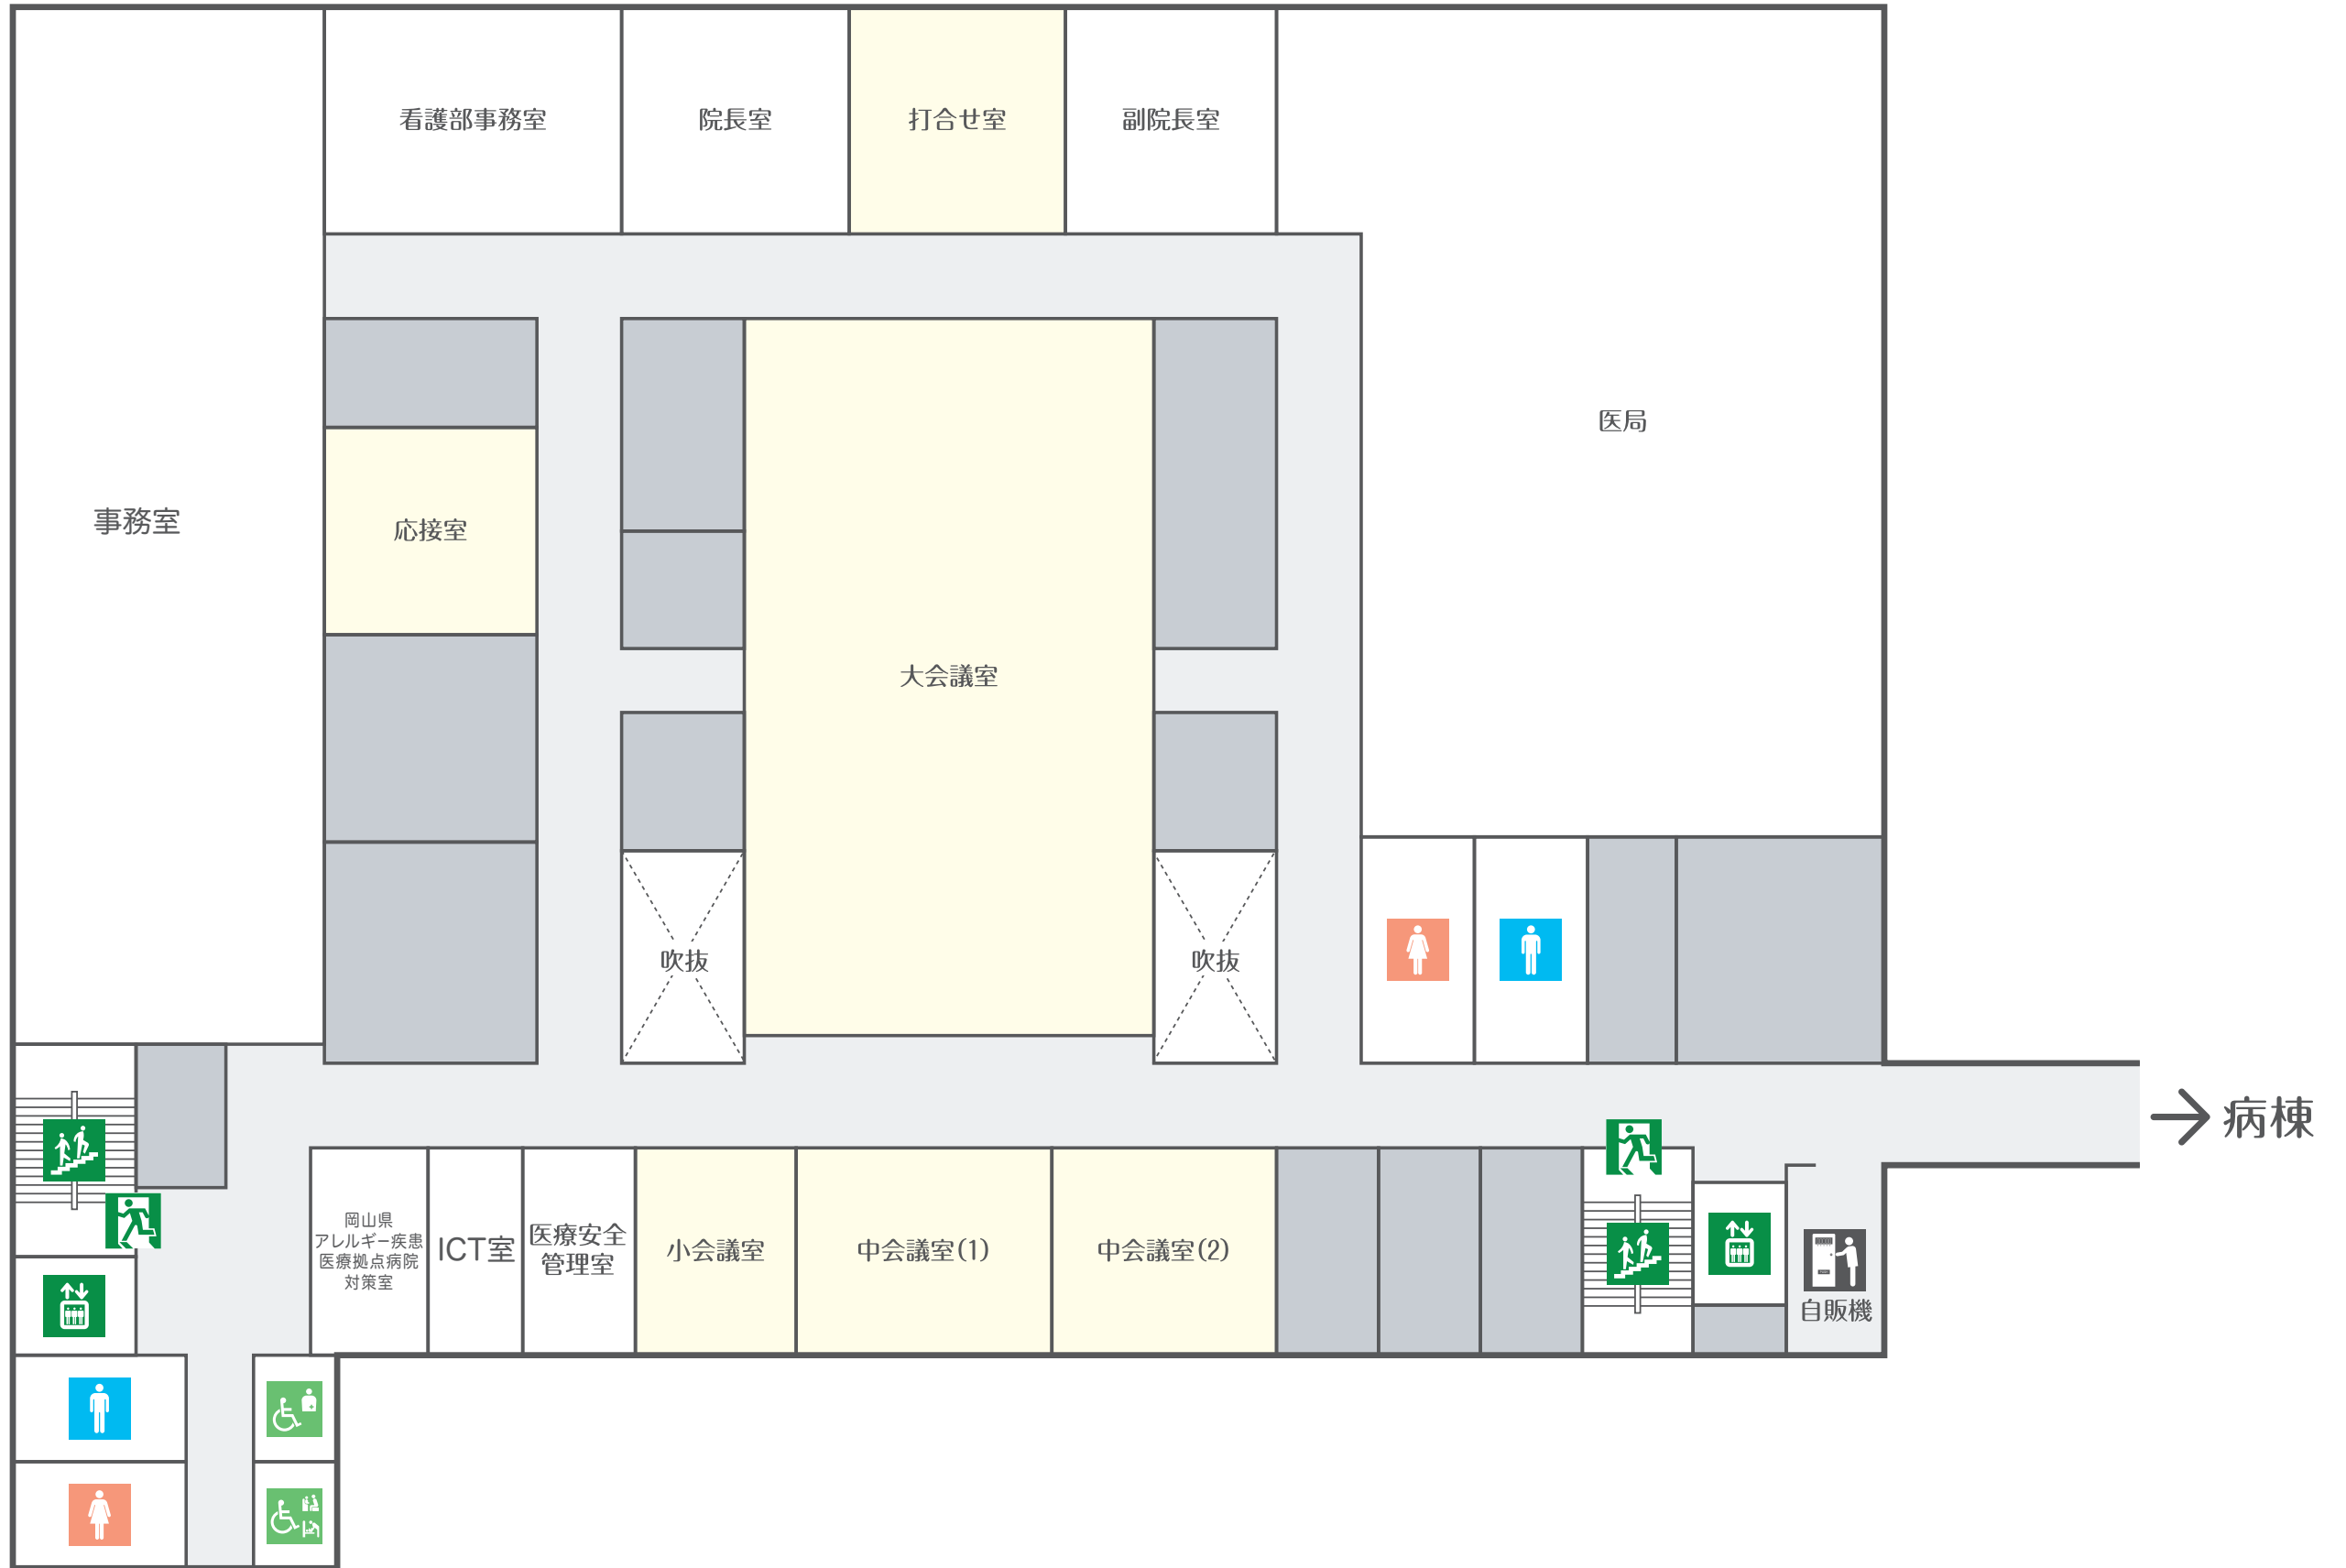 看護部事務室
院長室
打合せ室
副院長室
医局
事務室
応接室
大会議室
吹抜
吹抜
病棟
岡山県
アレルギー疾患
医療拠点病院
対策室
ICT室
医療安全
管理室
小会議室
中会議室(1)
中会議室(2)
自販機